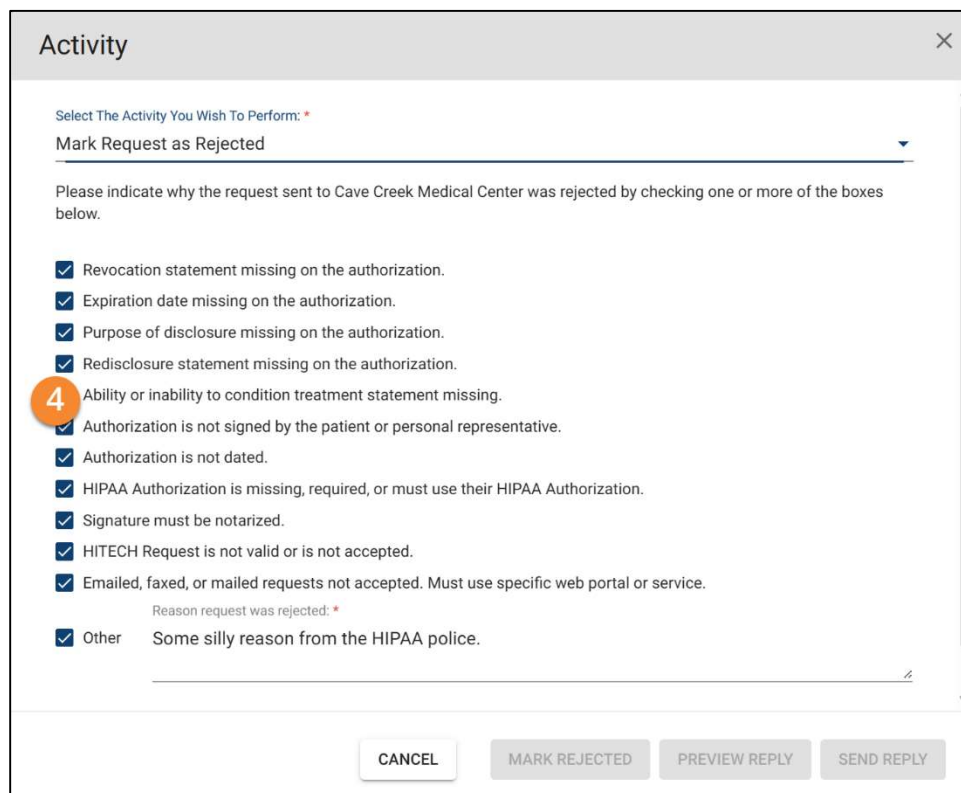 Activity
Select The Activity You Wish To Perform: *
Mark Request as Rejected
Please indicate why the request sent to Cave Creek Medical Center was rejected by checking one or more of the boxes
below.
Revocation statement missing on the authorization.
Expiration date missing on the authorization.
Purpose of disclosure missing on the authorization.
Redisclosure statement missing on the authorization.
4 Ability or inability to condition treatment statement missing.
Authorization is not signed by the patient or personal representative.
Authorization is not dated.
HIPAA Authorization is missing, required, or must use their HIPAA Authorization.
Signature must be notarized.
HITECH Request is not valid or is not accepted.
Emailed, faxed, or mailed requests not accepted. Must use specific web portal or service.
Reason request was rejected: *
Other Some silly reason from the HIPAA police.
CANCEL MARK REJECTED PREVIEW REPLY SEND REPLY